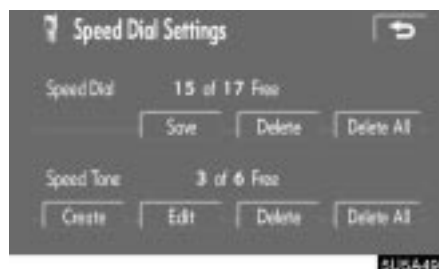 Speed Dial Settings
Speed Dial 15 of 17 Free
Save Delete Delete All
Speed Tone 3 of 6 Free
Create Edit Delete Delete All